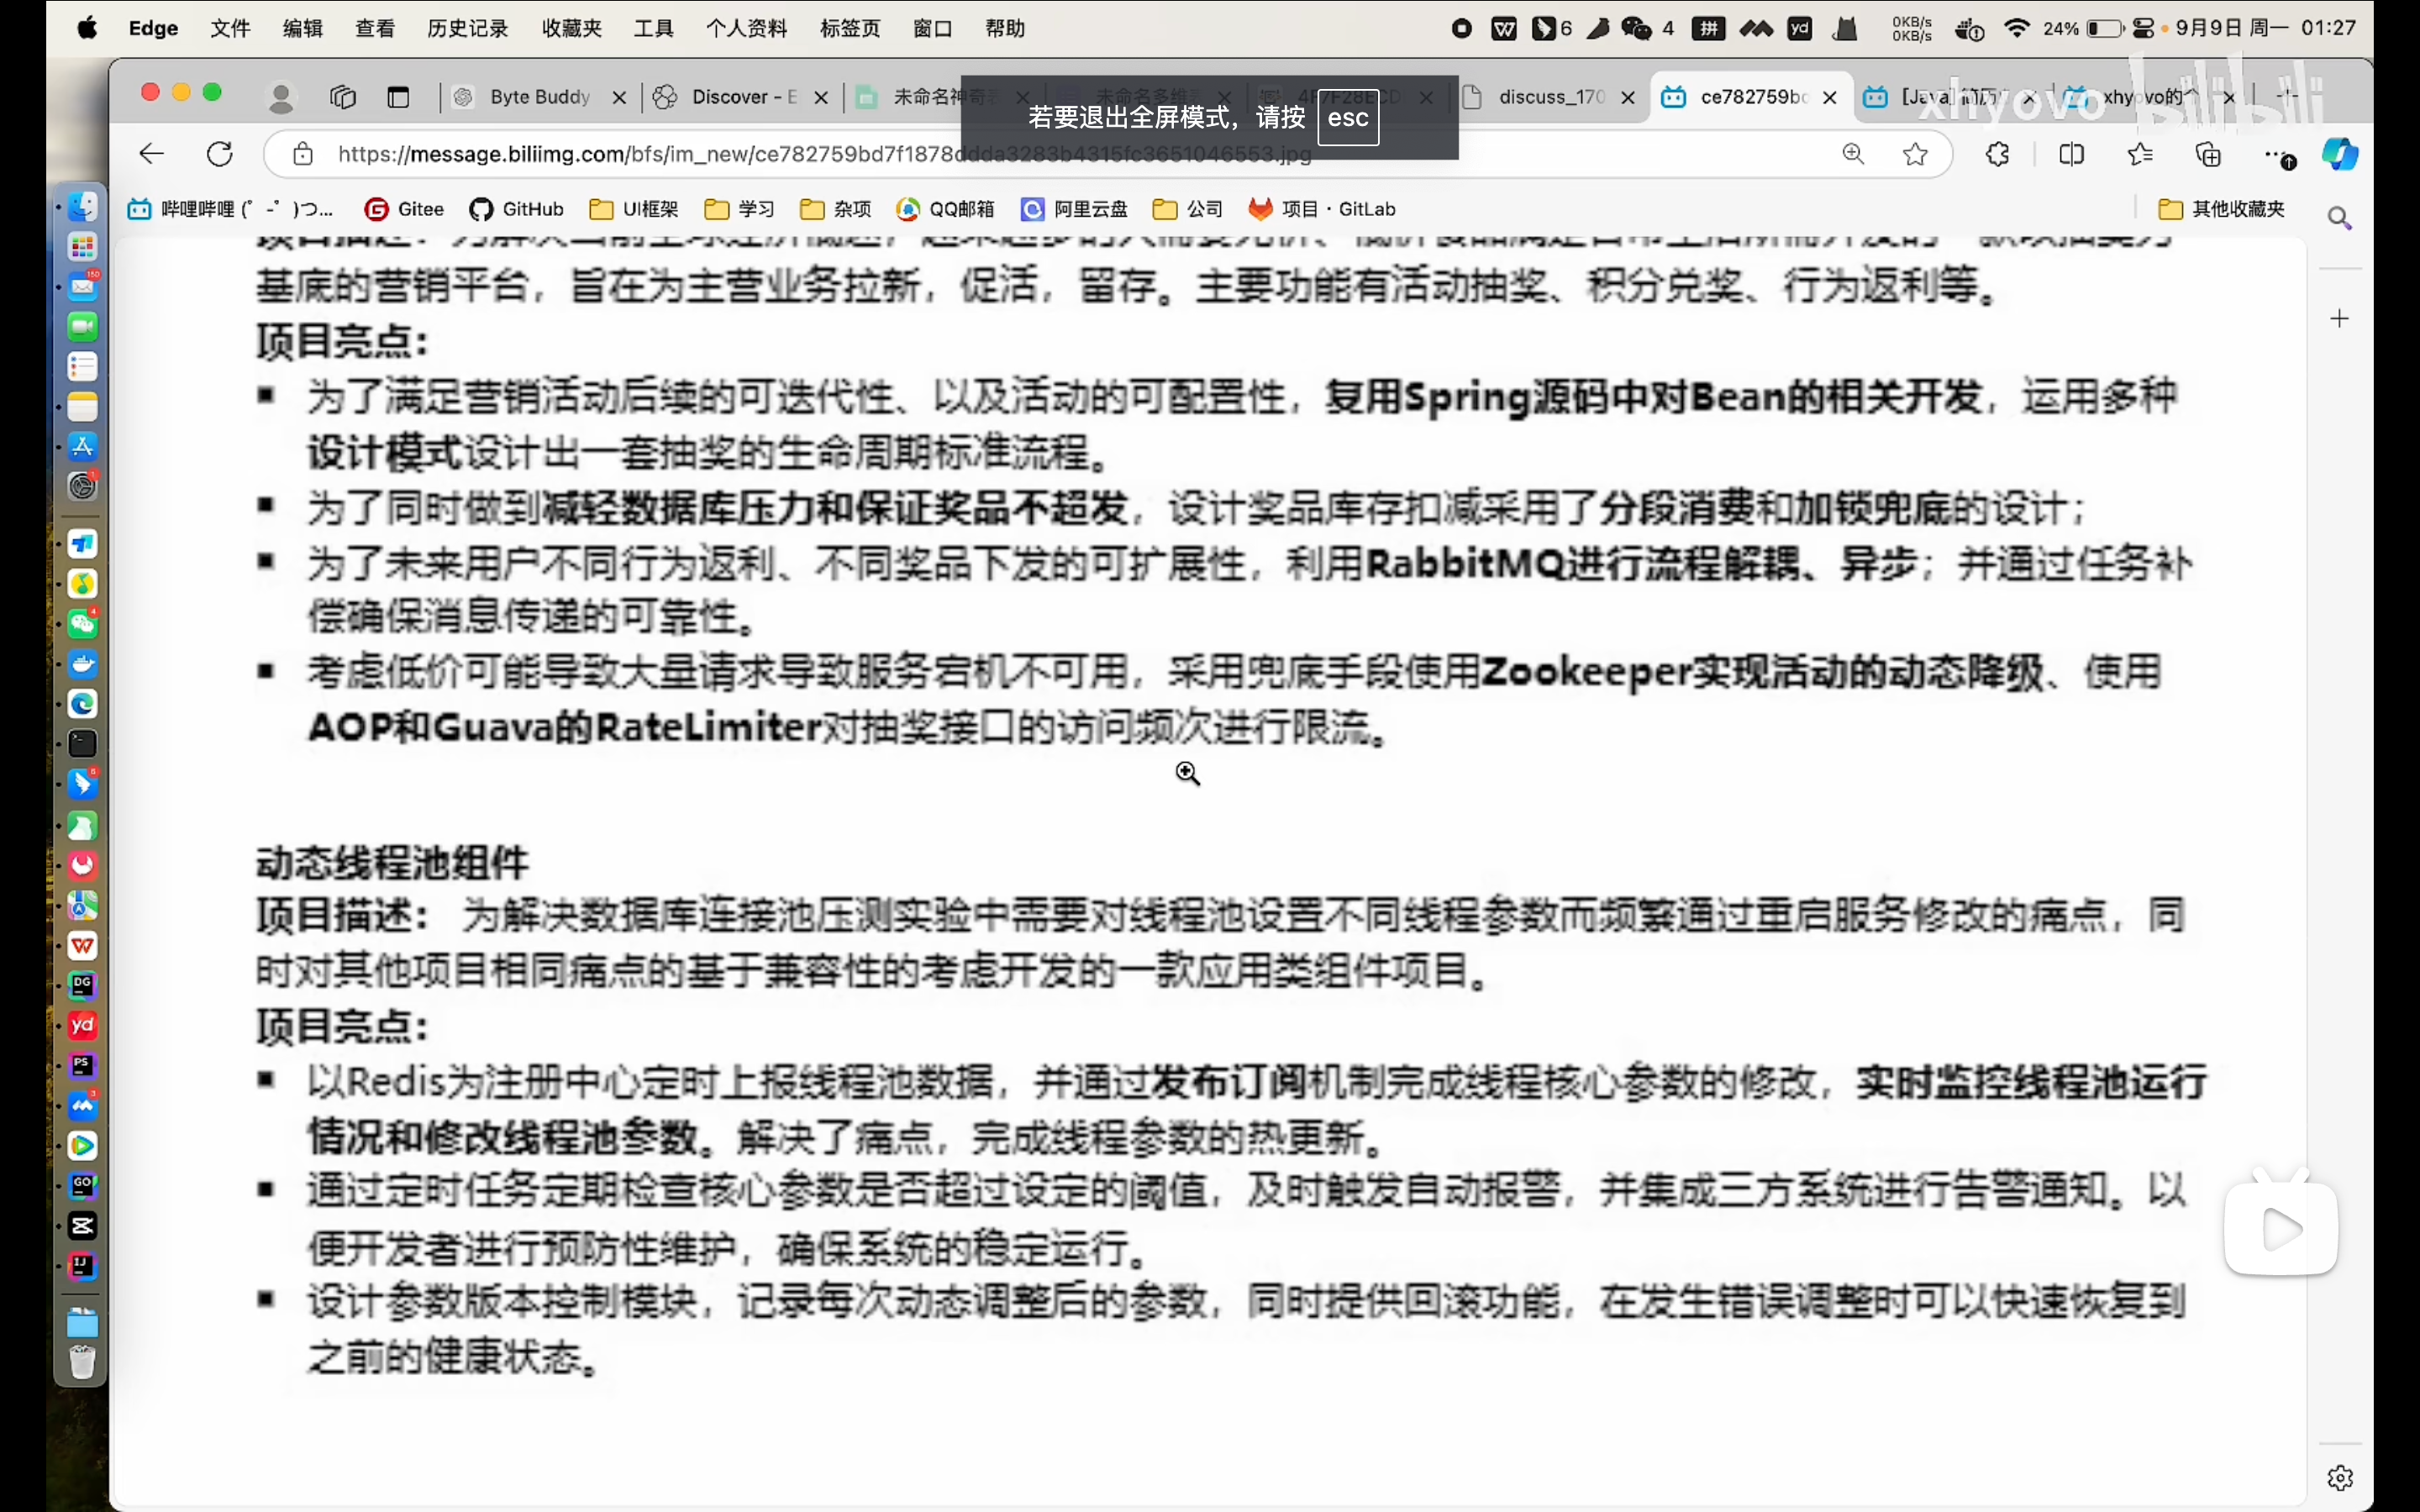 Edge 文件 编辑 查看 历史记录 收藏夹 工具 个人资料 标签页 窗口 帮助 6 4 拼 yd 0KB/s 0KB/s 24% 9月9日 周一 01:27
Byte Buddy Discover - E 未命名神奇 未命名多维 4F7F28ECD discuss_170 ce782759bc [Java] 简历 xhyovo的个
xhyovo bilibili
若要退出全屏模式，请按 esc
https://message.biliimg.com/bfs/im_new/ce782759bd7f1878ddda3283b4315fc3651046553.jpg
哔哩哔哩 (゜-゜)つ... Gitee GitHub UI框架 学习 杂项 QQ邮箱 阿里云盘 公司 项目 · GitLab 其他收藏夹
基底的营销平台，旨在为主营业务拉新，促活，留存。主要功能有活动抽奖、积分兑奖、行为返利等。
项目亮点：
▪ 为了满足营销活动后续的可迭代性、以及活动的可配置性，复用Spring源码中对Bean的相关开发，运用多种
设计模式设计出一套抽奖的生命周期标准流程。
▪ 为了同时做到减轻数据库压力和保证奖品不超发，设计奖品库存扣减采用了分段消费和加锁兜底的设计；
▪ 为了未来用户不同行为返利、不同奖品下发的可扩展性，利用RabbitMQ进行流程解耦、异步；并通过任务补
偿确保消息传递的可靠性。
▪ 考虑低价可能导致大量请求导致服务宕机不可用，采用兜底手段使用Zookeeper实现活动的动态降级、使用
AOP和Guava的RateLimiter对抽奖接口的访问频次进行限流。
动态线程池组件
项目描述： 为解决数据库连接池压测实验中需要对线程池设置不同线程参数而频繁通过重启服务修改的痛点，同
时对其他项目相同痛点的基于兼容性的考虑开发的一款应用类组件项目。
项目亮点：
▪ 以Redis为注册中心定时上报线程池数据，并通过发布订阅机制完成线程核心参数的修改，实时监控线程池运行
情况和修改线程池参数。解决了痛点，完成线程参数的热更新。
▪ 通过定时任务定期检查核心参数是否超过设定的阈值，及时触发自动报警，并集成三方系统进行告警通知。以
便开发者进行预防性维护，确保系统的稳定运行。
▪ 设计参数版本控制模块，记录每次动态调整后的参数，同时提供回滚功能，在发生错误调整时可以快速恢复到
之前的健康状态。